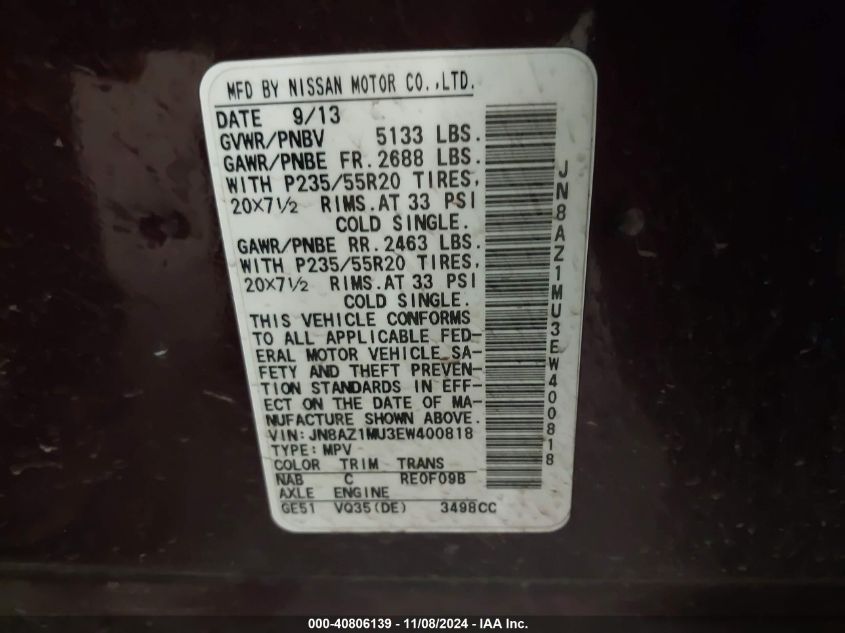 MFD BY NISSAN MOTOR CO.,LTD.
DATE 9/13
GVWR/PNBV 5133 LBS.
GAWR/PNBE FR. 2688 LBS.
WITH P235/55R20 TIRES,
20X7½ RIMS. AT 33 PSI
COLD SINGLE.
GAWR/PNBE RR. 2463 LBS.
WITH P235/55R20 TIRES,
20X7½ RIMS. AT 33 PSI
COLD SINGLE.
THIS VEHICLE CONFORMS
TO ALL APPLICABLE FED-
ERAL MOTOR VEHICLE SA-
FETY AND THEFT PREVEN-
TION STANDARDS IN EFF-
ECT ON THE DATE OF MA-
NUFACTURE SHOWN ABOVE.
VIN:JN8AZ1MU3EW400818
TYPE:MPV
COLOR TRIM TRANS
NAB C RE0F09B
AXLE ENGINE
GE51 VQ35(DE) 3498CC
JN8AZ1MU3EW400818
000-40806139 - 11/08/2024 - IAA Inc.